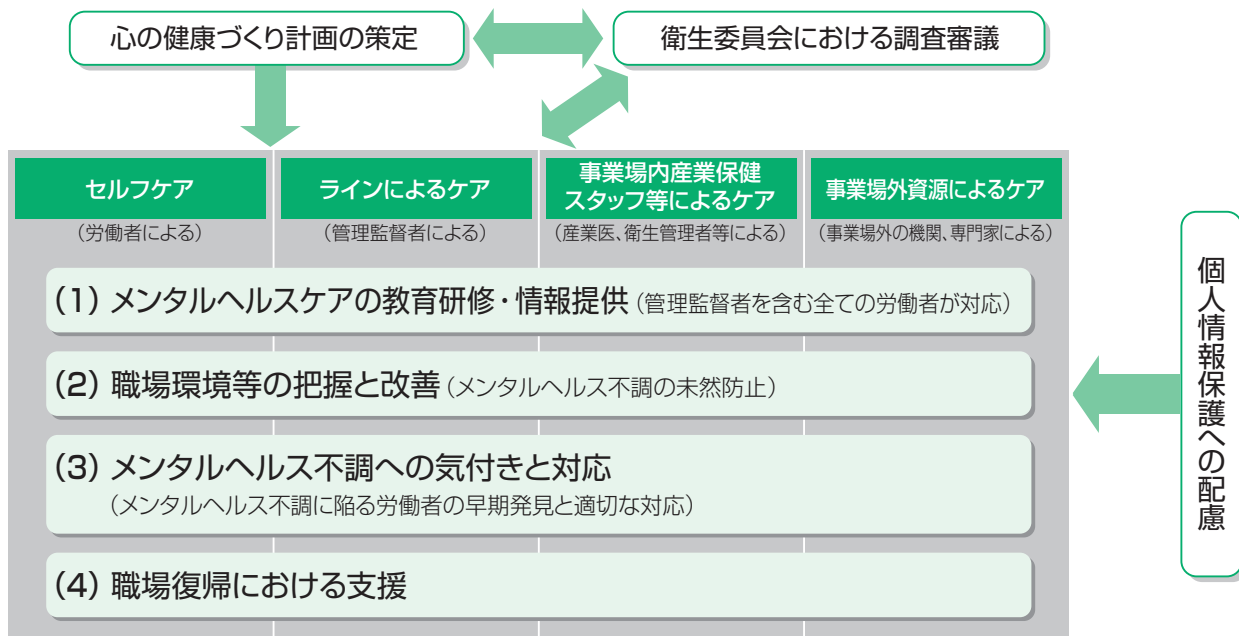 心の健康づくり計画の策定
衛生委員会における調査審議
セルフケア
(労働者による)
ラインによるケア
(管理監督者による)
事業場内産業保健
スタッフ等によるケア
(産業医、衛生管理者等による)
事業場外資源によるケア
(事業場外の機関、専門家による)
(1)メンタルヘルスケアの教育研修・情報提供(管理監督者を含む全ての労働者が対応)
(2)職場環境等の把握と改善(メンタルヘルス不調の未然防止)
(3)メンタルヘルス不調への気付きと対応
(メンタルヘルス不調に陥る労働者の早期発見と適切な対応)
(4)職場復帰における支援
個人情報保護への配慮